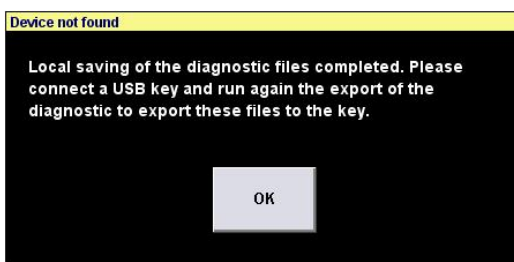 Device not found
Local saving of the diagnostic files completed. Please
connect a USB key and run again the export of the
diagnostic to export these files to the key.
OK